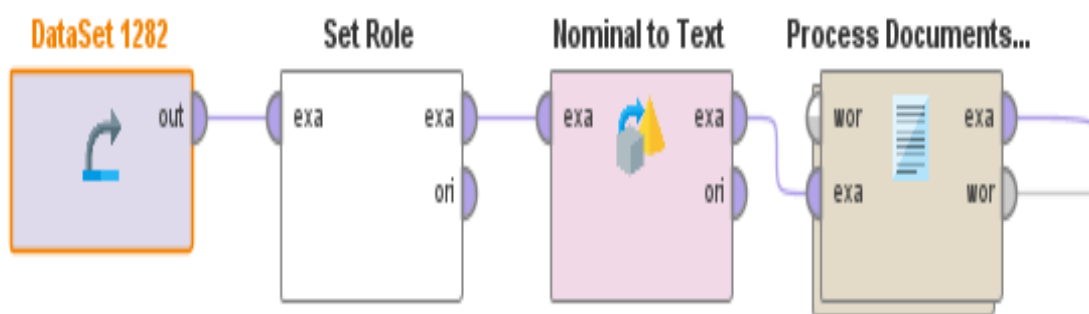 DataSet 1282 Set Role Nominal to Text Process Documents...
out exa exa exa exa wor exa
ori ori exa wor